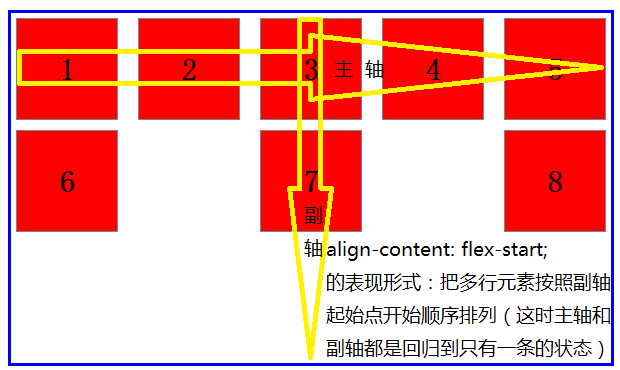 1 2 3 主 轴 4 5
6 7 8
副
轴
align-content: flex-start;
的表现形式：把多行元素按照副轴
起始点开始顺序排列（这时主轴和
副轴都是回归到只有一条的状态）